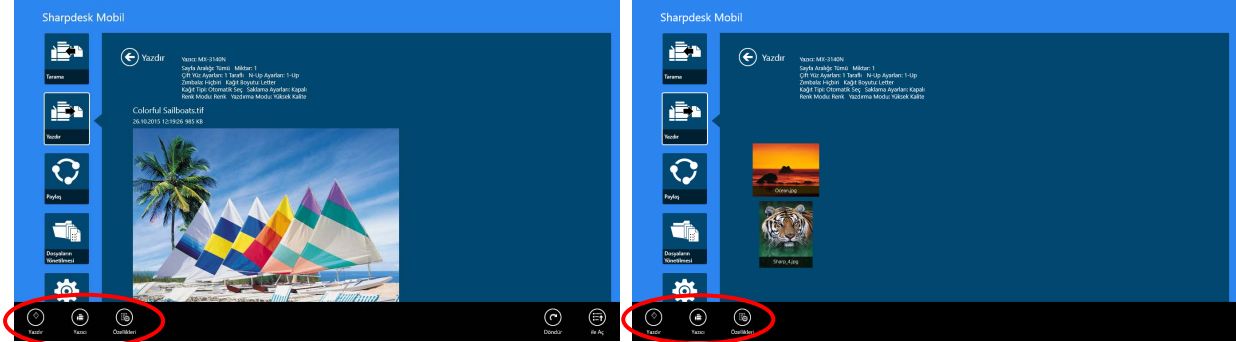 Sharpdesk Mobil
Tarama
Yazdır
Paylaş
Dosyaların
Yönetilmesi
Yazdır
Yazıcı: MX-3140N
Sayfa Aralığı: Tümü Miktar: 1
Çift Yüz Ayarları: 1 Taraflı N-Up Ayarları: 1-Up
Zımbala: Hiçbiri Kağıt Boyutu: Letter
Kağıt Tipi: Otomatik Seç Saklama Ayarları: Kapalı
Renk Modu: Renk Yazdırma Modu: Yüksek Kalite
Colorful Sailboats.tif
26.10.2015 12:19:26 985 KB
Yazdır
Yazıcı
Özellikleri
Döndür
ile Aç
Sharpdesk Mobil
Tarama
Yazdır
Paylaş
Dosyaların
Yönetilmesi
Yazdır
Yazıcı: MX-3140N
Sayfa Aralığı: Tümü Miktar: 1
Çift Yüz Ayarları: 1 Taraflı N-Up Ayarları: 1-Up
Zımbala: Hiçbiri Kağıt Boyutu: Letter
Kağıt Tipi: Otomatik Seç Saklama Ayarları: Kapalı
Renk Modu: Renk Yazdırma Modu: Yüksek Kalite
Ocean.jpg
Sharp_4.jpg
Yazdır
Yazıcı
Özellikleri